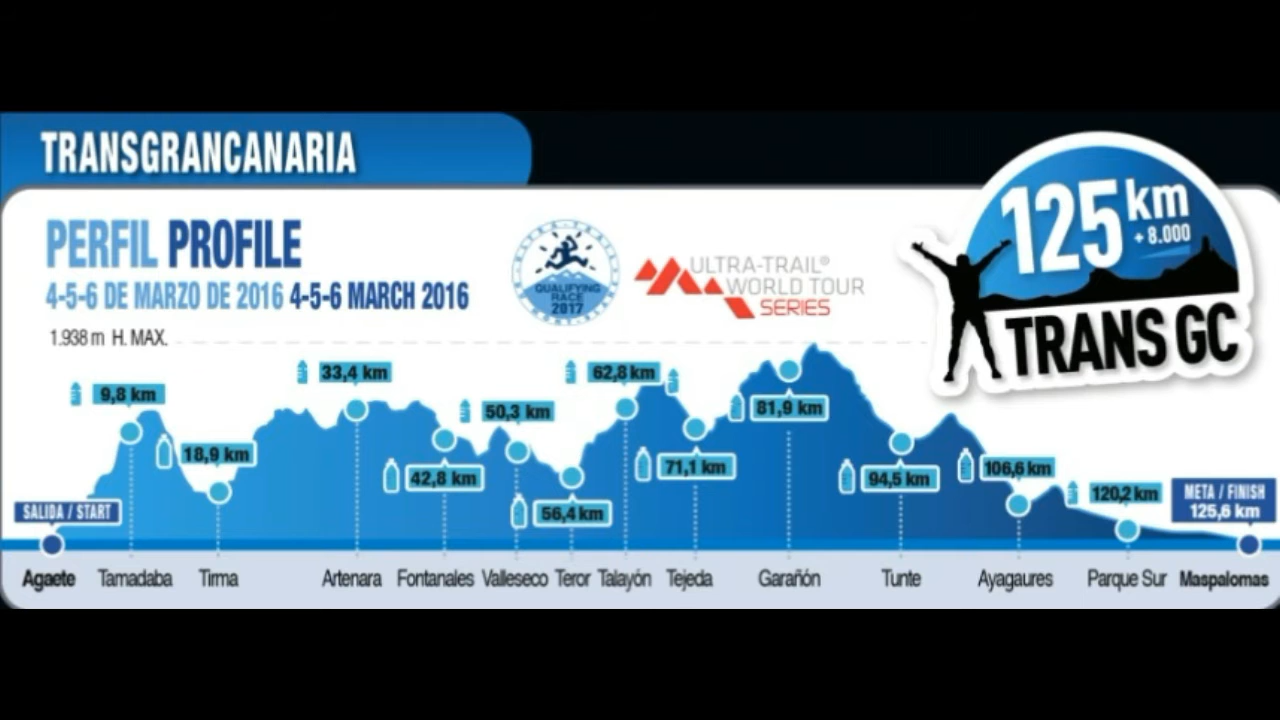 TRANSGRANCANARIA
PERFIL PROFILE
4-5-6 DE MARZO DE 2016 4-5-6 MARCH 2016
1.938 m H. MAX.
QUALIFYING
RACE
2017
ULTRA-TRAIL®
WORLD TOUR
SERIES
125 km
+ 8.000
TRANS GC
9,8 km
18,9 km
33,4 km
42,8 km
50,3 km
56,4 km
62,8 km
71,1 km
81,9 km
94,5 km
106,6 km
120,2 km
SALIDA / START
META / FINISH
125,6 km
Agaete Tamadaba Tirma Artenara Fontanales Valleseco Teror Talayón Tejeda Garañón Tunte Ayagaures Parque Sur Maspalomas